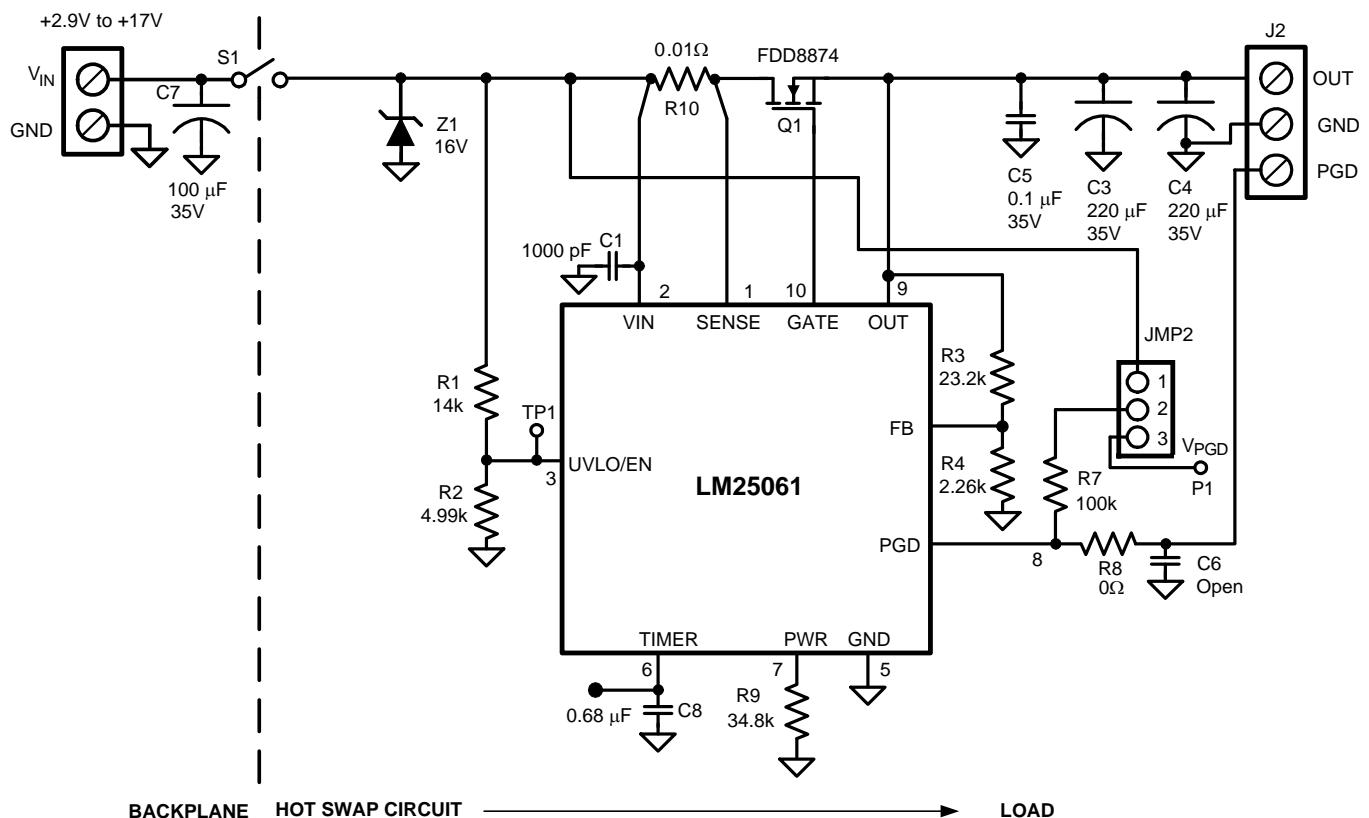 +2.9V to +17V
VIN
GND
C7
100 µF
35V
S1
Z1
16V
0.01Ω
R10
FDD8874
Q1
C5
0.1 µF
35V
C3
220 µF
35V
C4
220 µF
35V
J2
OUT
GND
PGD
1000 pF
C1
2
1
10
9
VIN
SENSE
GATE
OUT
R1
14k
TP1
UVLO/EN
3
R2
4.99k
LM25061
FB
R3
23.2k
R4
2.26k
JMP2
1
2
3
VPGD
P1
R7
100k
PGD
8
R8
0Ω
C6
Open
TIMER
PWR
GND
6
7
5
0.68 µF
C8
R9
34.8k
BACKPLANE
HOT SWAP CIRCUIT
LOAD